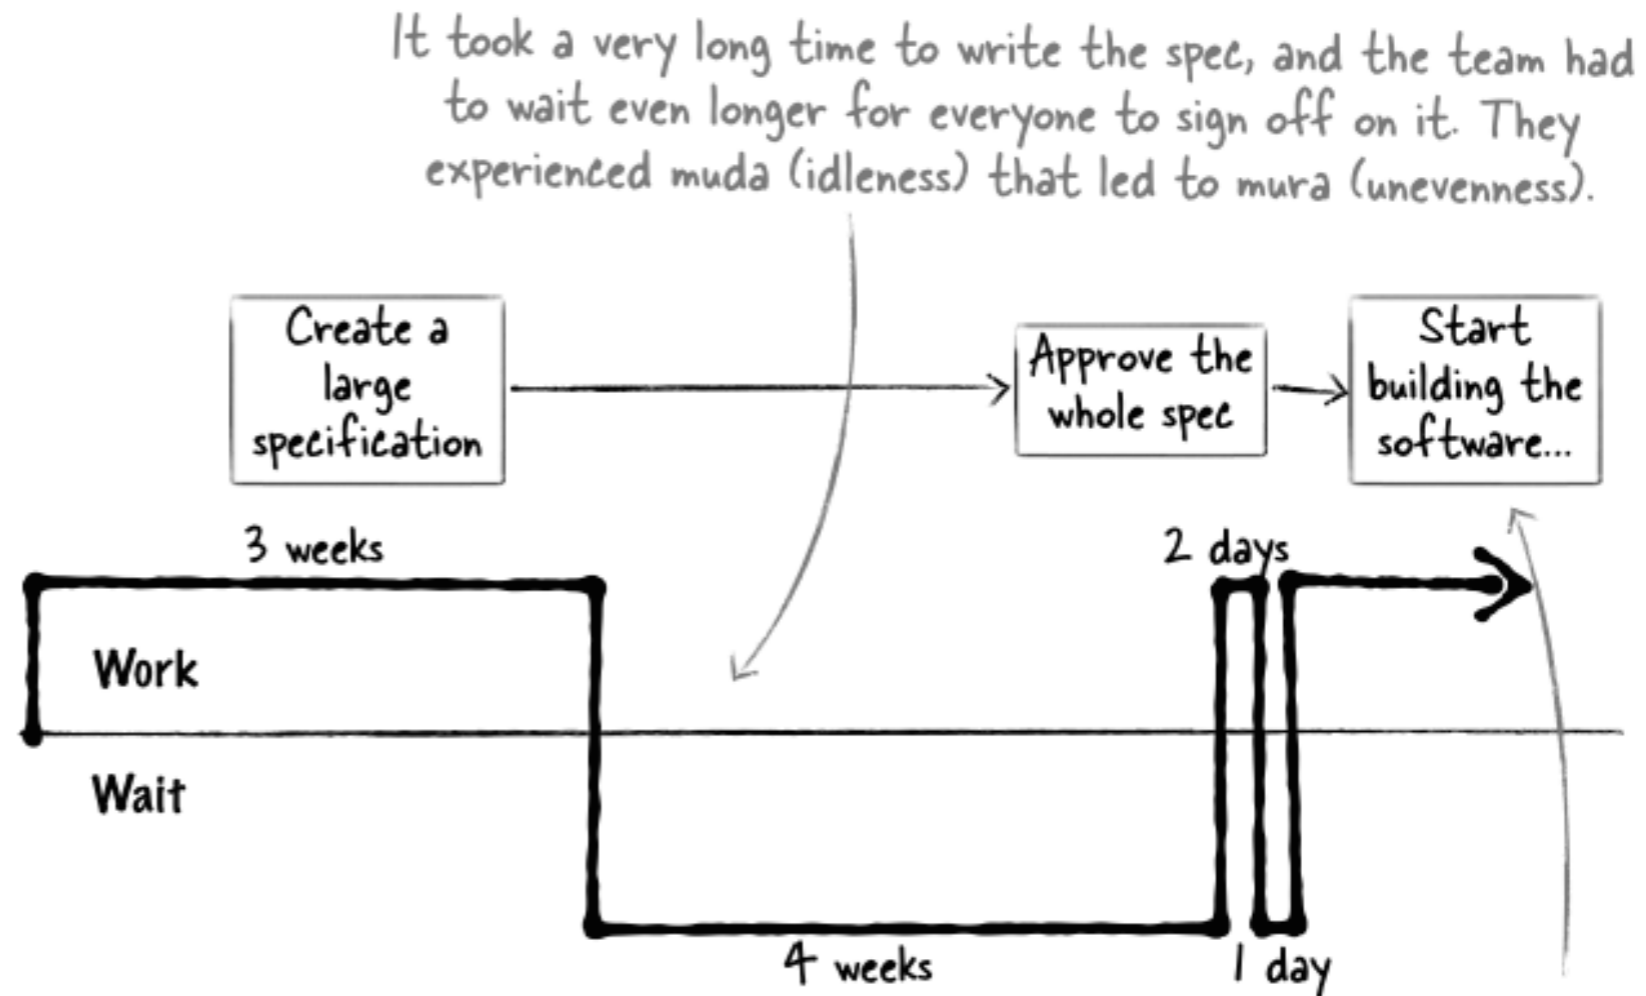 It took a very long time to write the spec, and the team had
to wait even longer for everyone to sign off on it. They
experienced muda (idleness) that led to mura (unevenness).
Create a
large
specification
Approve the
whole spec
Start
building the
software...
3 weeks
2 days
Work
Wait
4 weeks
1 day